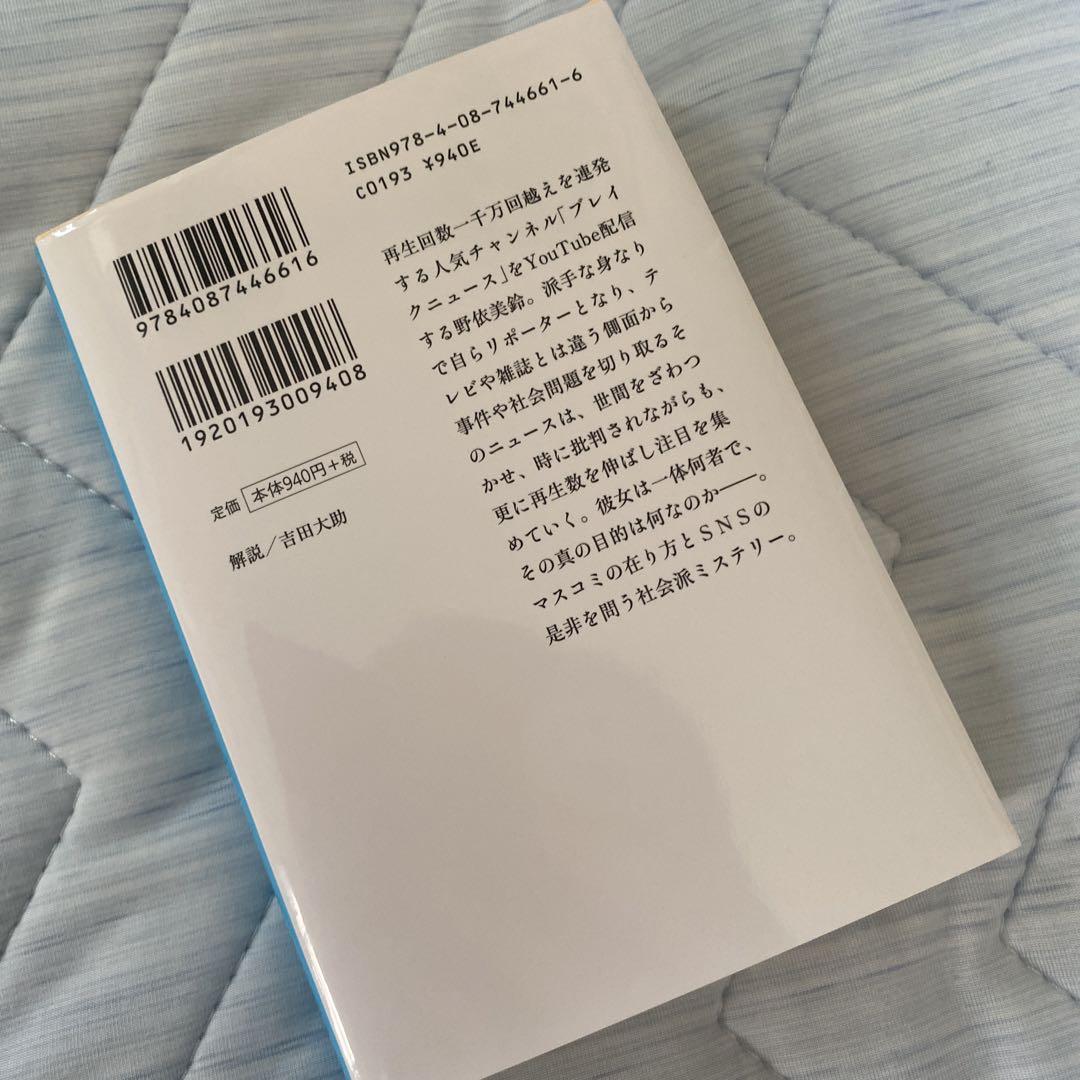 ISBN978-4-08-744661-6
C0193 ¥940E
9784087446616
1920193009408
定価 本体940円+税
解説/吉田大助
再生回数一千万回越えを連発
する人気チャンネル「ブレイ
クニュース」をYouTube配信
する野依美鈴。派手な身なり
で自らリポーターとなり、テ
レビや雑誌とは違う側面から
事件や社会問題を切り取るそ
のニュースは、世間をざわつ
かせ、時に批判されながらも、
更に再生数を伸ばし注目を集
めていく。彼女は一体何者で、
その真の目的は何なのか――。
マスコミの在り方とSNSの
是非を問う社会派ミステリー。